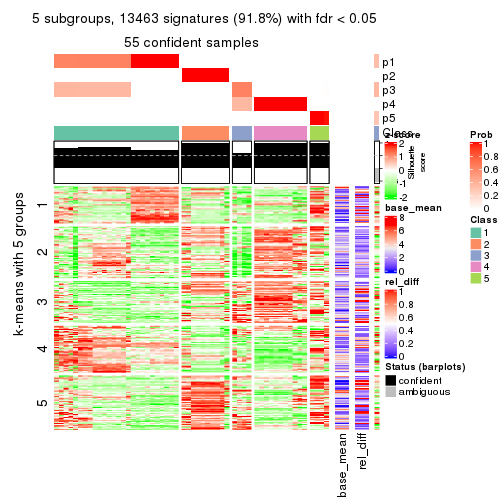 5 subgroups, 13463 signatures (91.8%) with fdr < 0.05
55 confident samples
p1
p2
p3
p4
p5
Class
k-means with 5 groups
1
2
3
4
5
base_mean
rel_diff
z-score
2
1
0
-1
-2
Silhouette
score
base_mean
8
6
4
2
0
rel_diff
1
0.8
0.6
0.4
0.2
0
Status (barplots)
confident
ambiguous
Prob
1
0.8
0.6
0.4
0.2
0
Class
1
2
3
4
5